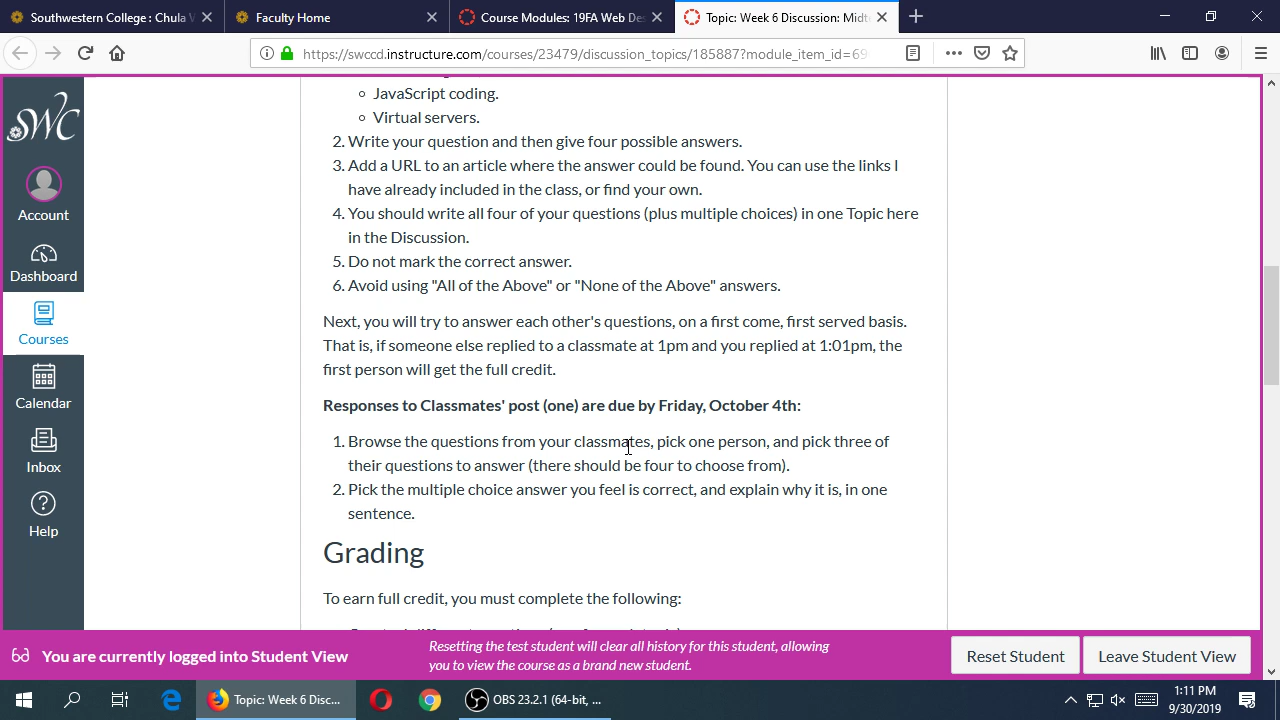 Southwestern College : Chula V
Faculty Home
Course Modules: 19FA Web De
Topic: Week 6 Discussion: Midt
https://swccd.instructure.com/courses/23479/discussion_topics/185887?module_item_id=69
SWC
Account
Dashboard
Courses
Calendar
Inbox
Help
JavaScript coding.
Virtual servers.
2. Write your question and then give four possible answers.
3. Add a URL to an article where the answer could be found. You can use the links I
have already included in the class, or find your own.
4. You should write all four of your questions (plus multiple choices) in one Topic here
in the Discussion.
5. Do not mark the correct answer.
6. Avoid using "All of the Above" or "None of the Above" answers.
Next, you will try to answer each other's questions, on a first come, first served basis.
That is, if someone else replied to a classmate at 1pm and you replied at 1:01pm, the
first person will get the full credit.
Responses to Classmates' post (one) are due by Friday, October 4th:
1. Browse the questions from your classmates, pick one person, and pick three of
their questions to answer (there should be four to choose from).
2. Pick the multiple choice answer you feel is correct, and explain why it is, in one
sentence.
Grading
To earn full credit, you must complete the following:
You are currently logged into Student View
Resetting the test student will clear all history for this student, allowing
you to view the course as a brand new student.
Reset Student
Leave Student View
Topic: Week 6 Disc...
OBS 23.2.1 (64-bit, ...
1:11 PM
9/30/2019